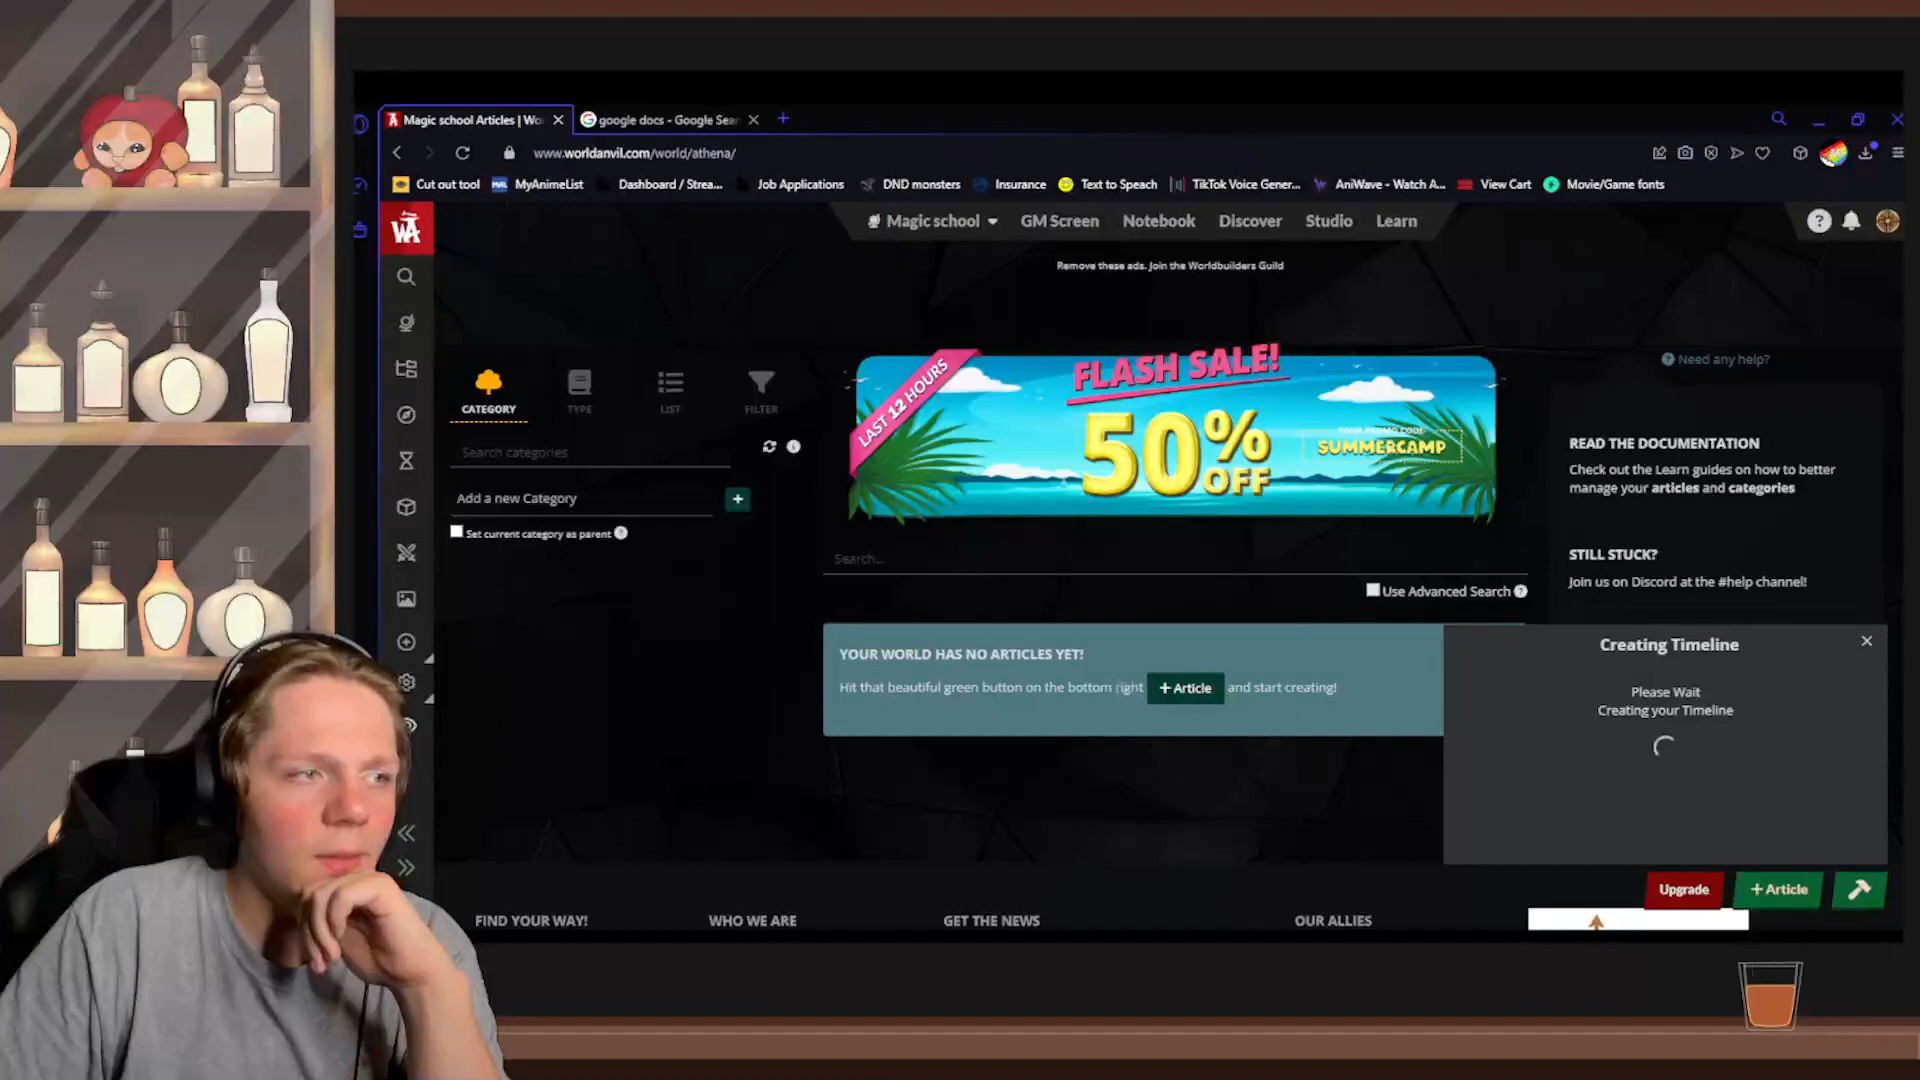 Magic school Articles | Wo
google docs - Google Sear
www.worldanvil.com/world/athena/
Cut out tool
MyAnimeList
Dashboard / Strea...
Job Applications
DND monsters
Insurance
Text to Speech
TikTok Voice Gener...
AniWave - Watch A...
View Cart
Movie/Game fonts
WA
Magic school
GM Screen
Notebook
Discover
Studio
Learn
Remove these ads. Join the Worldbuilders Guild
CATEGORY
TYPE
LIST
FILTER
Search categories
Add a new Category
Set current category as parent
LAST 12 HOURS
FLASH SALE!
50% OFF
YOUR PROMO CODE:
SUMMERCAMP
Search...
Use Advanced Search
YOUR WORLD HAS NO ARTICLES YET!
Hit that beautiful green button on the bottom right + Article and start creating!
Need any help?
READ THE DOCUMENTATION
Check out the Learn guides on how to better
manage your articles and categories
STILL STUCK?
Join us on Discord at the #help channel!
Creating Timeline
Please Wait
Creating your Timeline
Upgrade
+ Article
FIND YOUR WAY!
WHO WE ARE
GET THE NEWS
OUR ALLIES